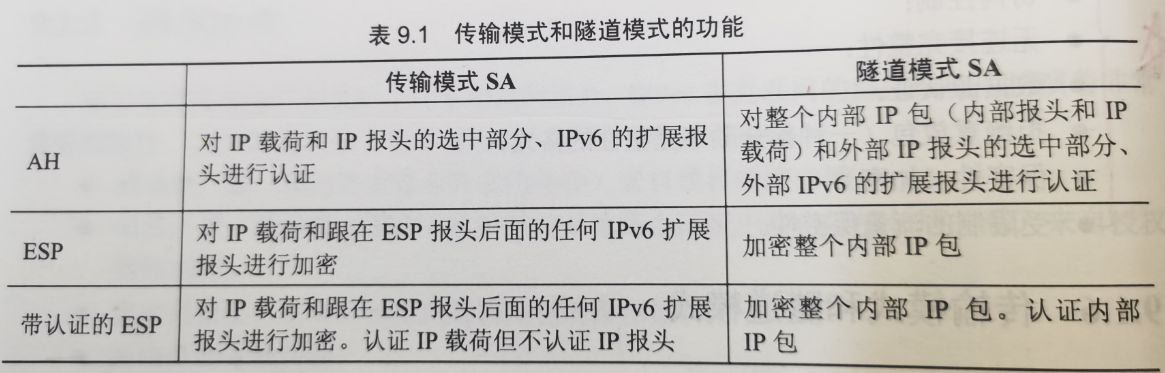 表 9.1 传输模式和隧道模式的功能
传输模式 SA
隧道模式 SA
AH
对 IP 载荷和 IP 报头的选中部分、IPv6 的扩展报
头进行认证
对整个内部 IP 包（内部报头和 IP
载荷）和外部 IP 报头的选中部分、
外部 IPv6 的扩展报头进行认证
ESP
对 IP 载荷和跟在 ESP 报头后面的任何 IPv6 扩展
报头进行加密
加密整个内部 IP 包
带认证的 ESP
对 IP 载荷和跟在 ESP 报头后面的任何 IPv6 扩展
报头进行加密。认证 IP 载荷但不认证 IP 报头
加密整个内部 IP 包。认证内部
IP 包